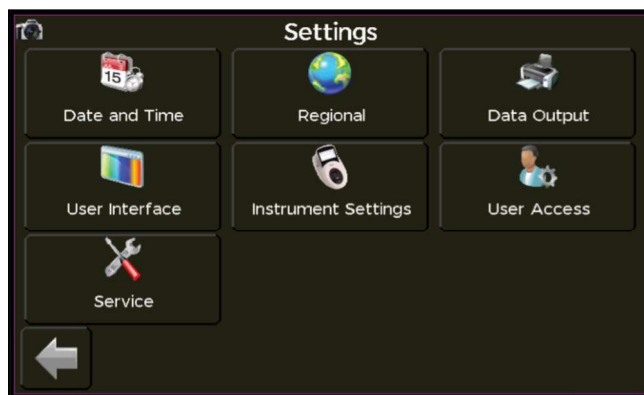 Settings
15
Date and Time
Regional
Data Output
User Interface
Instrument Settings
User Access
Service